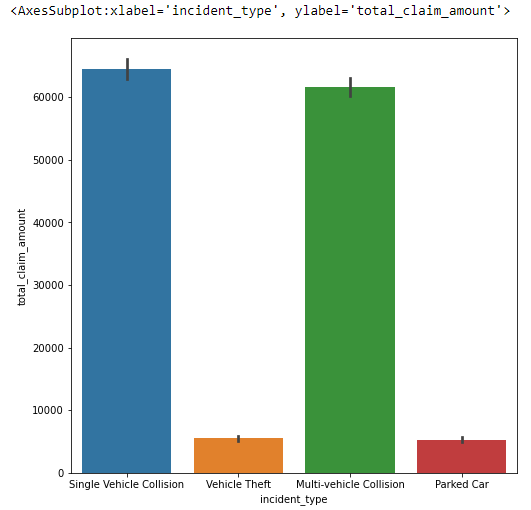 <AxesSubplot:xlabel='incident_type', ylabel='total_claim_amount'>
60000
50000
40000
30000
20000
10000
0
total_claim_amount
Single Vehicle Collision
Vehicle Theft
Multi-vehicle Collision
Parked Car
incident_type